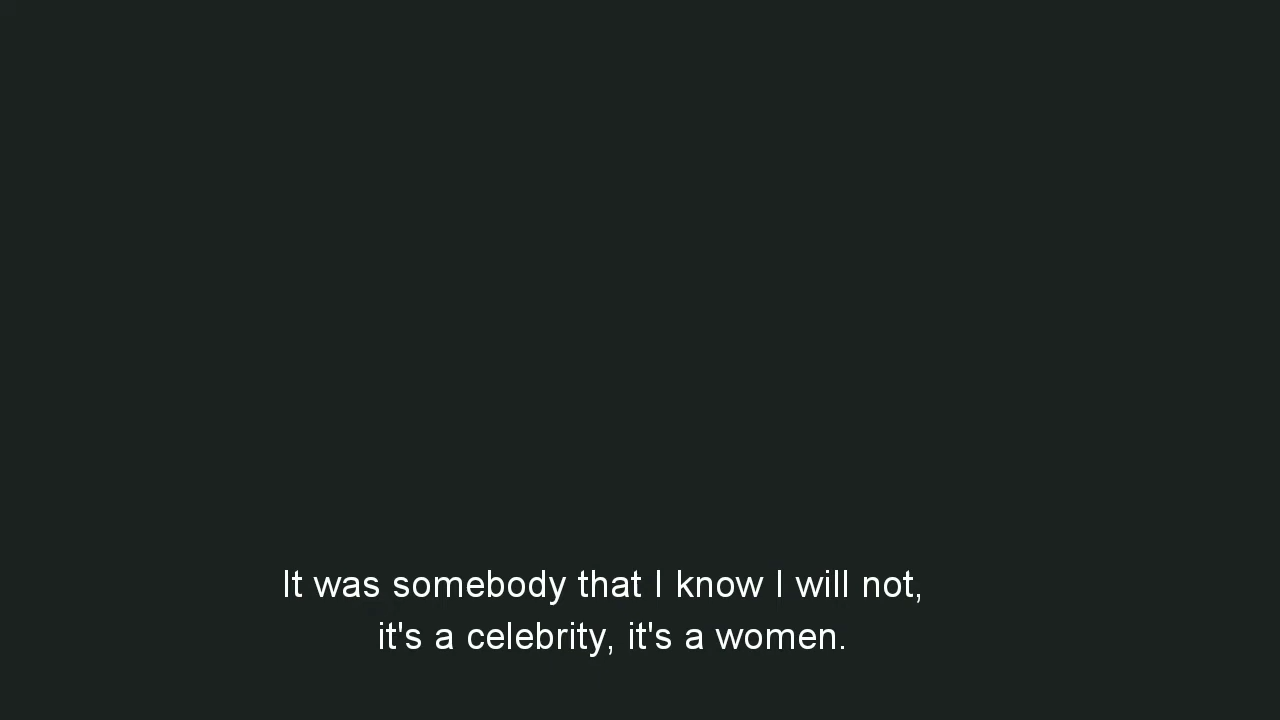 It was somebody that I know I will not,
it's a celebrity, it's a women.